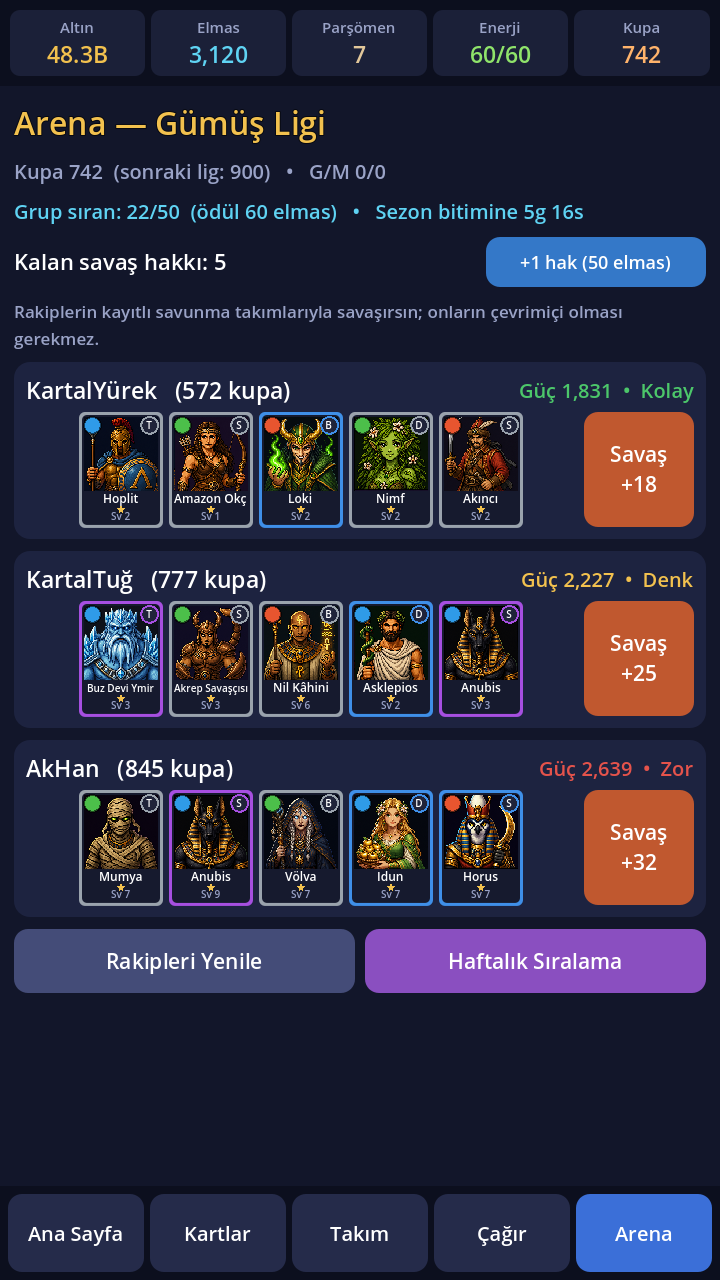 Altın Elmas Parşömen Enerji Kupa
48.3B 3,120 7 60/60 742
Arena — Gümüş Ligi
Kupa 742 (sonraki lig: 900) • G/M 0/0
Grup sıran: 22/50 (ödül 60 elmas) • Sezon bitimine 5g 16s
Kalan savaş hakkı: 5
+1 hak (50 elmas)
Rakiplerin kayıtlı savunma takımlarıyla savaşırsın; onların çevrimiçi olması
gerekmez.
KartalYürek (572 kupa) Güç 1,831 • Kolay
T S B D S
Hoplit Amazon Okç Loki Nimf Akıncı
Sv 2 Sv 1 Sv 2 Sv 2 Sv 2
Savaş
+18
KartalTuğ (777 kupa) Güç 2,227 • Denk
T S B D S
Buz Devi Ymir Akrep Savaşçısı Nil Kâhini Asklepios Anubis
Sv 3 Sv 3 Sv 6 Sv 2 Sv 3
Savaş
+25
AkHan (845 kupa) Güç 2,639 • Zor
T S B D S
Mumya Anubis Völva Idun Horus
Sv 7 Sv 9 Sv 7 Sv 7 Sv 7
Savaş
+32
Rakipleri Yenile Haftalık Sıralama
Ana Sayfa Kartlar Takım Çağır Arena